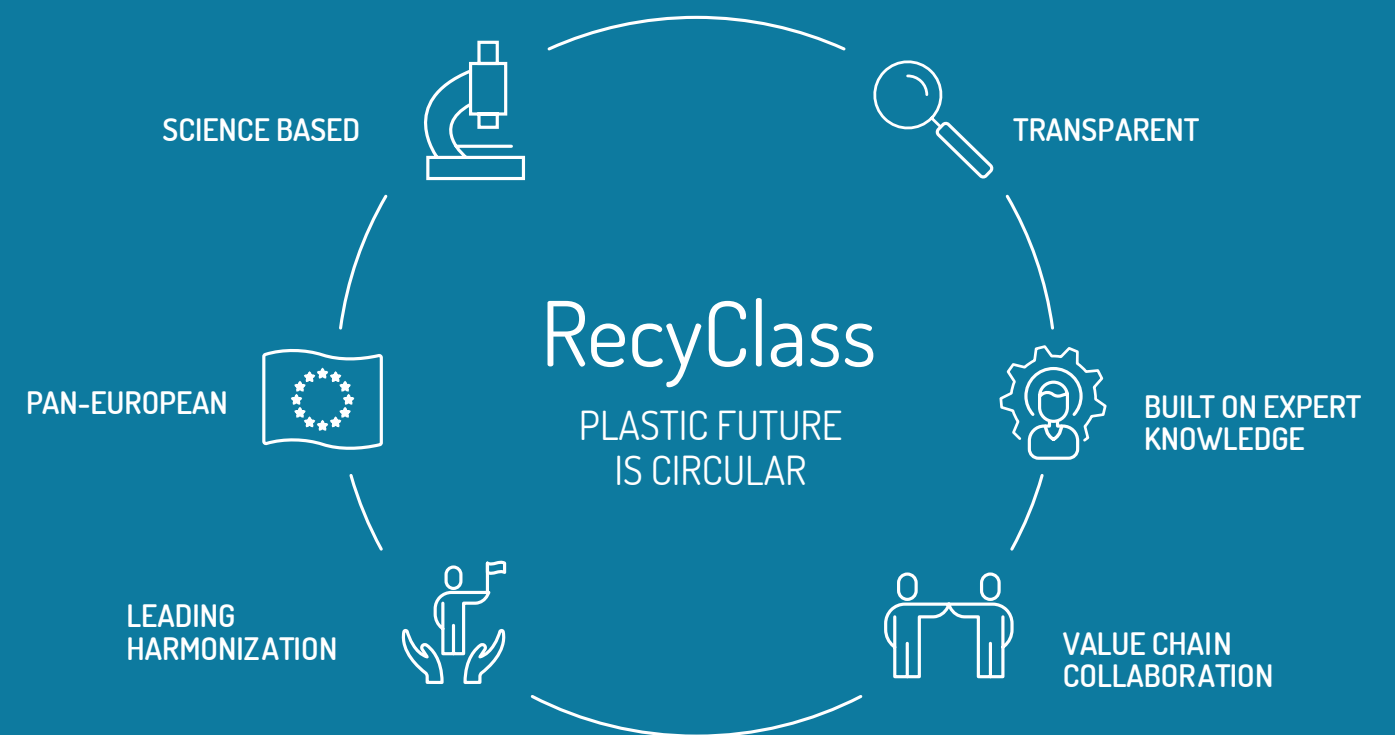 SCIENCE BASED
TRANSPARENT
RecyClass
PLASTIC FUTURE
IS CIRCULAR
PAN-EUROPEAN
BUILT ON EXPERT
KNOWLEDGE
LEADING
HARMONIZATION
VALUE CHAIN
COLLABORATION